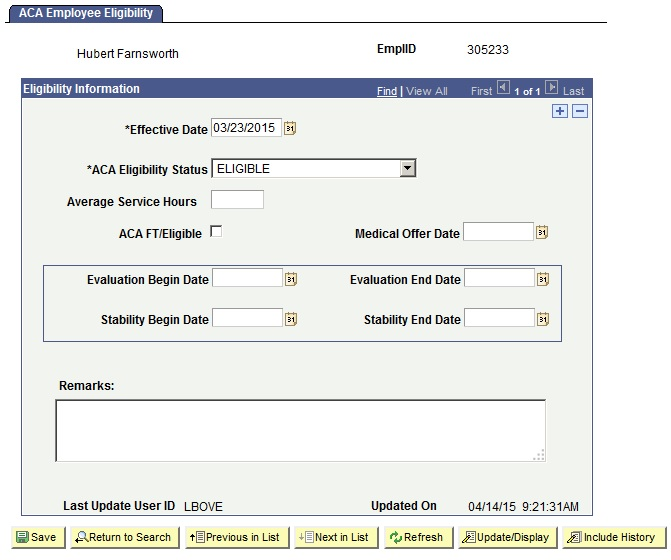 ACA Employee Eligibility
Hubert Farnsworth EmplID 305233
Eligibility Information Find | View All First 1 of 1 Last
*Effective Date 03/23/2015
*ACA Eligibility Status ELIGIBLE
Average Service Hours
ACA FT/Eligible Medical Offer Date
Evaluation Begin Date Evaluation End Date
Stability Begin Date Stability End Date
Remarks:
Last Update User ID LBOVE Updated On 04/14/15 9:21:31AM
Save Return to Search Previous in List Next in List Refresh Update/Display Include History